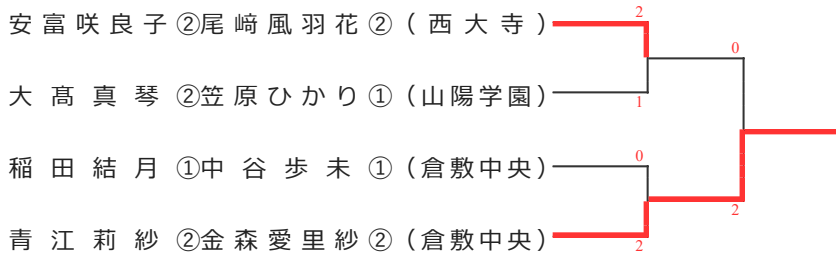 安富咲良子②尾﨑風羽花②(西大寺)
2
0
大髙真琴②笠原ひかり①(山陽学園)
1
稲田結月①中谷歩未①(倉敷中央)
0
2
青江莉紗②金森愛里紗②(倉敷中央)
2